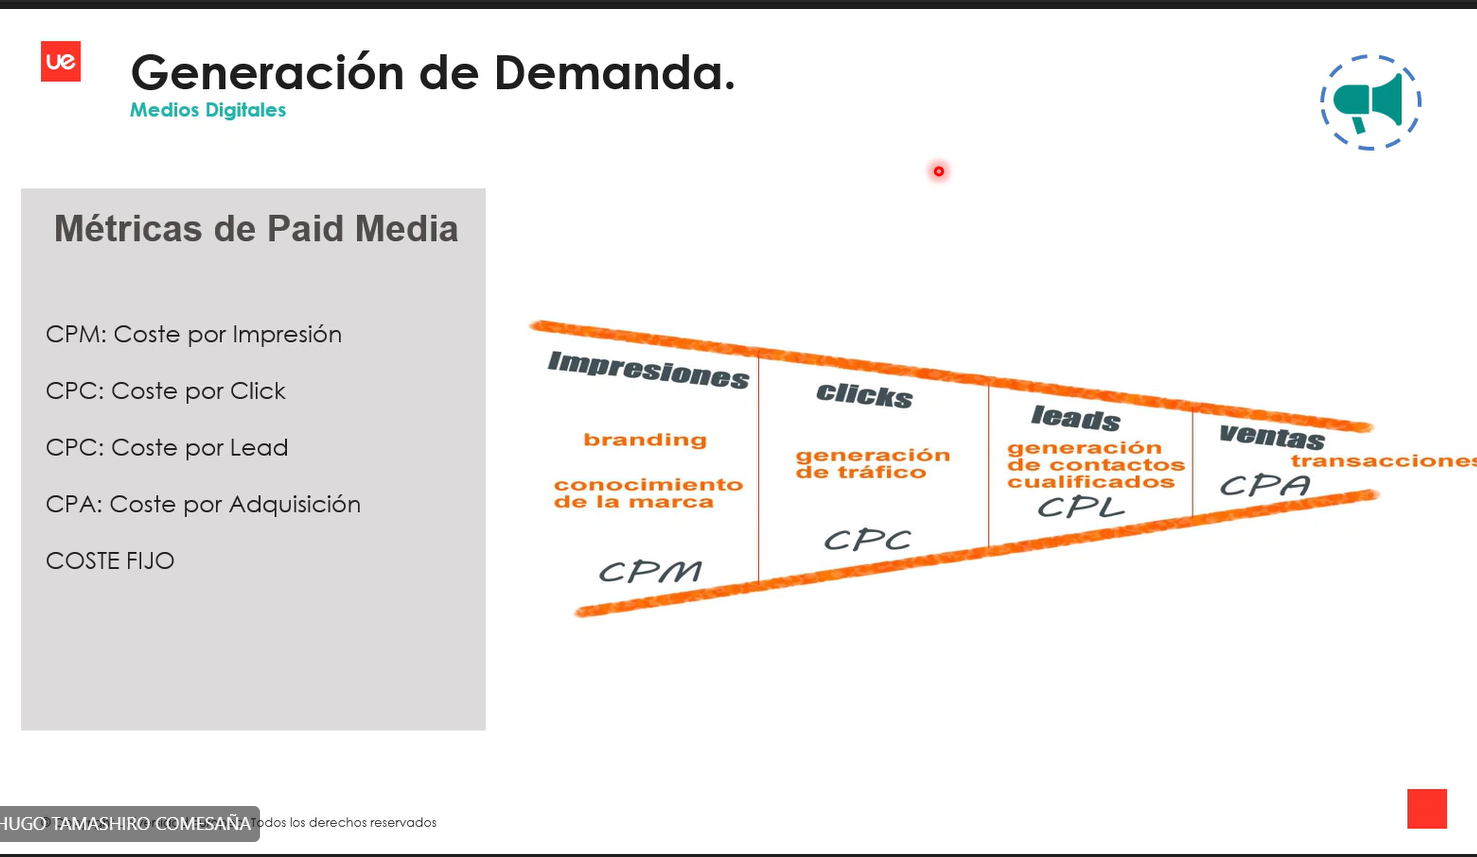 ue
Generación de Demanda.
Medios Digitales
Métricas de Paid Media
CPM: Coste por Impresión
CPC: Coste por Click
CPC: Coste por Lead
CPA: Coste por Adquisición
COSTE FIJO
Impresiones
branding
conocimiento
de la marca
CPM
clicks
generación
de tráfico
CPC
leads
generación
de contactos
cualificados
CPL
ventas
transacciones
CPA
HUGO TAMASHIRO COMESAÑA
Todos los derechos reservados